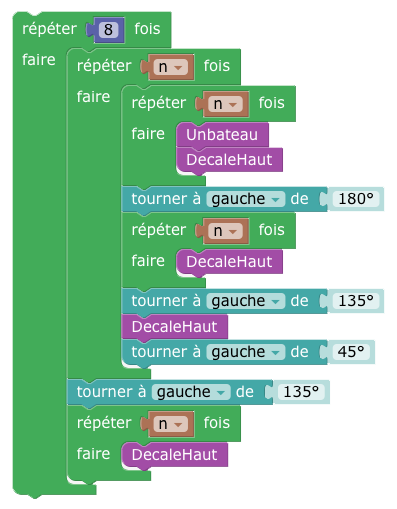 répéter 8 fois
faire répéter n fois
faire répéter n fois
faire Unbateau
DecaleHaut
tourner à gauche de 180°
répéter n fois
faire DecaleHaut
tourner à gauche de 135°
DecaleHaut
tourner à gauche de 45°
tourner à gauche de 135°
répéter n fois
faire DecaleHaut